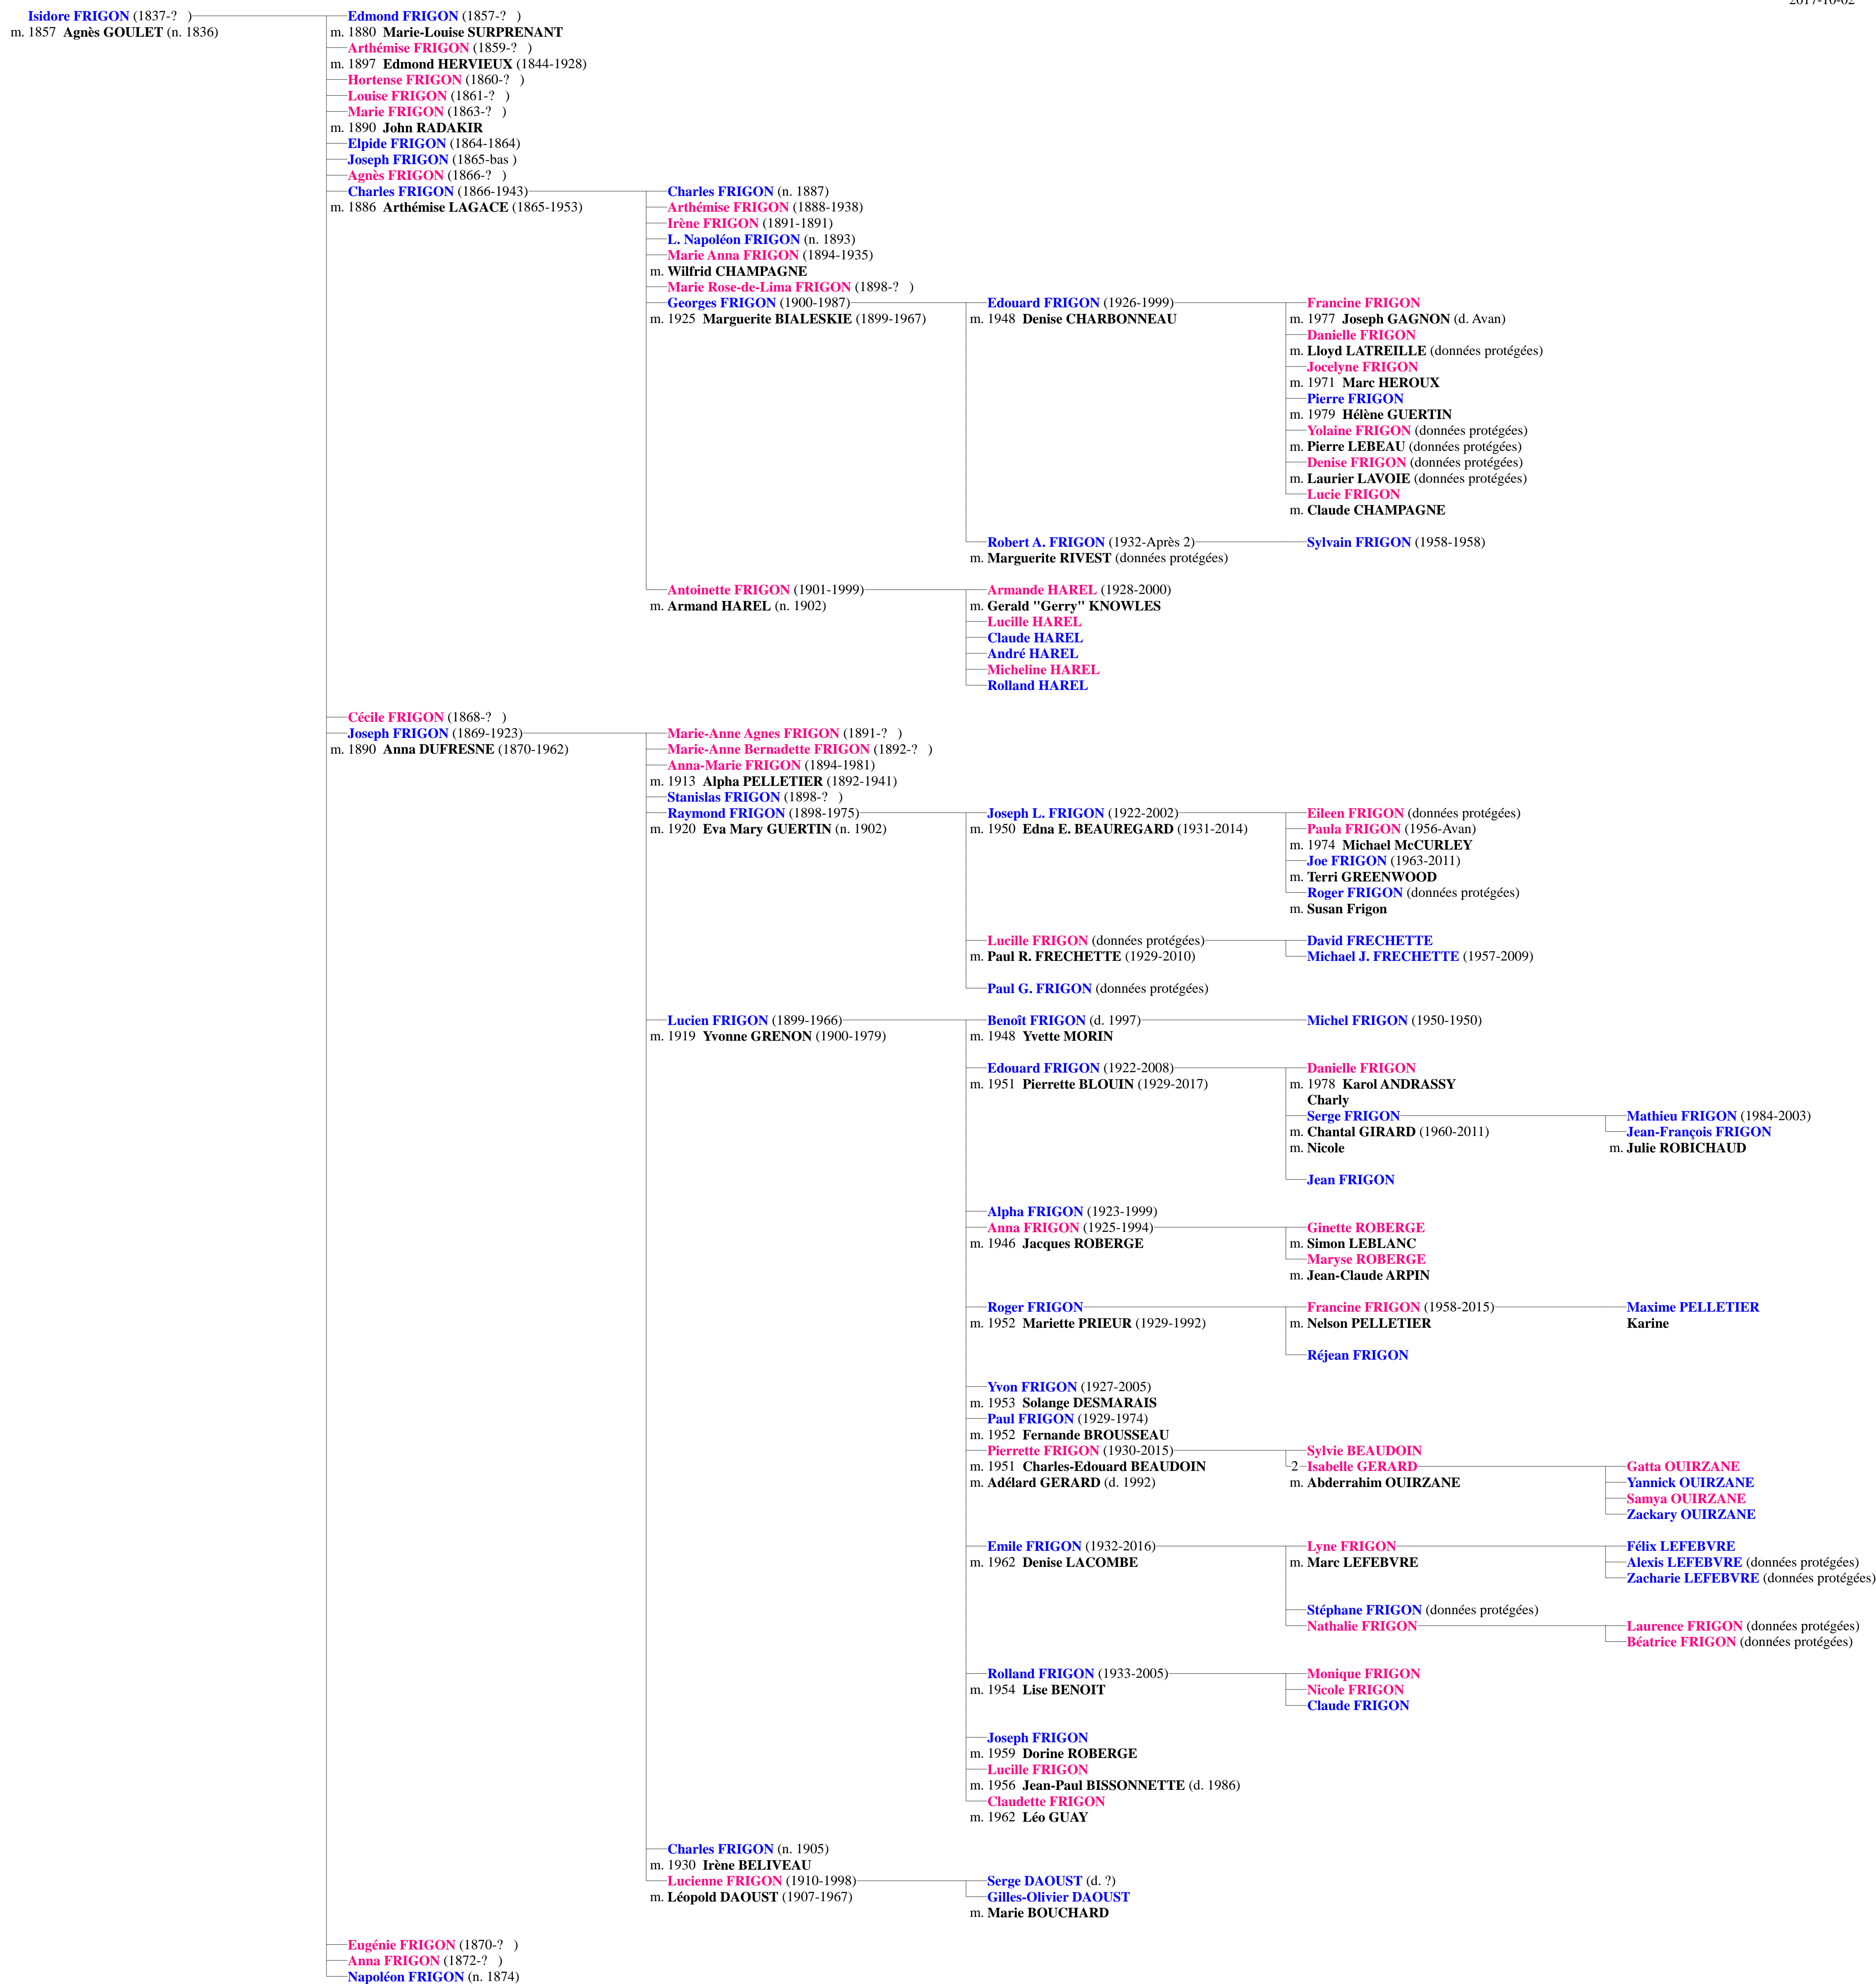 2017-10-02
Isidore FRIGON (1837-? )
m. 1857 Agnès GOULET (n. 1836)
Edmond FRIGON (1857-? )
m. 1880 Marie-Louise SURPRENANT
Arthémise FRIGON (1859-? )
m. 1897 Edmond HERVIEUX (1844-1928)
Hortense FRIGON (1860-? )
Louise FRIGON (1861-? )
Marie FRIGON (1863-? )
m. 1890 John RADAKIR
Elpide FRIGON (1864-1864)
Joseph FRIGON (1865-bas )
Agnès FRIGON (1866-? )
Charles FRIGON (1866-1943)
m. 1886 Arthémise LAGACE (1865-1953)
Charles FRIGON (n. 1887)
Arthémise FRIGON (1888-1938)
Irène FRIGON (1891-1891)
L. Napoléon FRIGON (n. 1893)
Marie Anna FRIGON (1894-1935)
m. Wilfrid CHAMPAGNE
Marie Rose-de-Lima FRIGON (1898-? )
Georges FRIGON (1900-1987)
m. 1925 Marguerite BIALESKIE (1899-1967)
Edouard FRIGON (1926-1999)
m. 1948 Denise CHARBONNEAU
Francine FRIGON
m. 1977 Joseph GAGNON (d. Avan)
Danielle FRIGON
m. Lloyd LATREILLE (données protégées)
Jocelyne FRIGON
m. 1971 Marc HEROUX
Pierre FRIGON
m. 1979 Hélène GUERTIN
Yolaine FRIGON (données protégées)
m. Pierre LEBEAU (données protégées)
Denise FRIGON (données protégées)
m. Laurier LAVOIE (données protégées)
Lucie FRIGON
m. Claude CHAMPAGNE
Robert A. FRIGON (1932-Après 2)
m. Marguerite RIVEST (données protégées)
Sylvain FRIGON (1958-1958)
Antoinette FRIGON (1901-1999)
m. Armand HAREL (n. 1902)
Armande HAREL (1928-2000)
m. Gerald "Gerry" KNOWLES
Lucille HAREL
Claude HAREL
André HAREL
Micheline HAREL
Rolland HAREL
Cécile FRIGON (1868-? )
Joseph FRIGON (1869-1923)
m. 1890 Anna DUFRESNE (1870-1962)
Marie-Anne Agnes FRIGON (1891-? )
Marie-Anne Bernadette FRIGON (1892-? )
Anna-Marie FRIGON (1894-1981)
m. 1913 Alpha PELLETIER (1892-1941)
Stanislas FRIGON (1898-? )
Raymond FRIGON (1898-1975)
m. 1920 Eva Mary GUERTIN (n. 1902)
Joseph L. FRIGON (1922-2002)
m. 1950 Edna E. BEAUREGARD (1931-2014)
Eileen FRIGON (données protégées)
Paula FRIGON (1956-Avan)
m. 1974 Michael McCURLEY
Joe FRIGON (1963-2011)
m. Terri GREENWOOD
Roger FRIGON (données protégées)
m. Susan Frigon
Lucille FRIGON (données protégées)
m. Paul R. FRECHETTE (1929-2010)
David FRECHETTE
Michael J. FRECHETTE (1957-2009)
Paul G. FRIGON (données protégées)
Lucien FRIGON (1899-1966)
m. 1919 Yvonne GRENON (1900-1979)
Benoît FRIGON (d. 1997)
m. 1948 Yvette MORIN
Michel FRIGON (1950-1950)
Edouard FRIGON (1922-2008)
m. 1951 Pierrette BLOUIN (1929-2017)
Danielle FRIGON
m. 1978 Karol ANDRASSY
Charly
Serge FRIGON
m. Chantal GIRARD (1960-2011)
m. Nicole
Mathieu FRIGON (1984-2003)
Jean-François FRIGON
m. Julie ROBICHAUD
Jean FRIGON
Alpha FRIGON (1923-1999)
Anna FRIGON (1925-1994)
m. 1946 Jacques ROBERGE
Ginette ROBERGE
m. Simon LEBLANC
Maryse ROBERGE
m. Jean-Claude ARPIN
Roger FRIGON
m. 1952 Mariette PRIEUR (1929-1992)
Francine FRIGON (1958-2015)
m. Nelson PELLETIER
Maxime PELLETIER
Karine
Réjean FRIGON
Yvon FRIGON (1927-2005)
m. 1953 Solange DESMARAIS
Paul FRIGON (1929-1974)
m. 1952 Fernande BROUSSEAU
Pierrette FRIGON (1930-2015)
m. 1951 Charles-Edouard BEAUDOIN
m. Adélard GERARD (d. 1992)
Sylvie BEAUDOIN
2 Isabelle GERARD
m. Abderrahim OUIRZANE
Gatta OUIRZANE
Yannick OUIRZANE
Samya OUIRZANE
Zackary OUIRZANE
Emile FRIGON (1932-2016)
m. 1962 Denise LACOMBE
Lyne FRIGON
m. Marc LEFEBVRE
Félix LEFEBVRE
Alexis LEFEBVRE (données protégées)
Zacharie LEFEBVRE (données protégées)
Stéphane FRIGON (données protégées)
Nathalie FRIGON
Laurence FRIGON (données protégées)
Béatrice FRIGON (données protégées)
Rolland FRIGON (1933-2005)
m. 1954 Lise BENOIT
Monique FRIGON
Nicole FRIGON
Claude FRIGON
Joseph FRIGON
m. 1959 Dorine ROBERGE
Lucille FRIGON
m. 1956 Jean-Paul BISSONNETTE (d. 1986)
Claudette FRIGON
m. 1962 Léo GUAY
Charles FRIGON (n. 1905)
m. 1930 Irène BELIVEAU
Lucienne FRIGON (1910-1998)
m. Léopold DAOUST (1907-1967)
Serge DAOUST (d. ?)
Gilles-Olivier DAOUST
m. Marie BOUCHARD
Eugénie FRIGON (1870-? )
Anna FRIGON (1872-? )
Napoléon FRIGON (n. 1874)